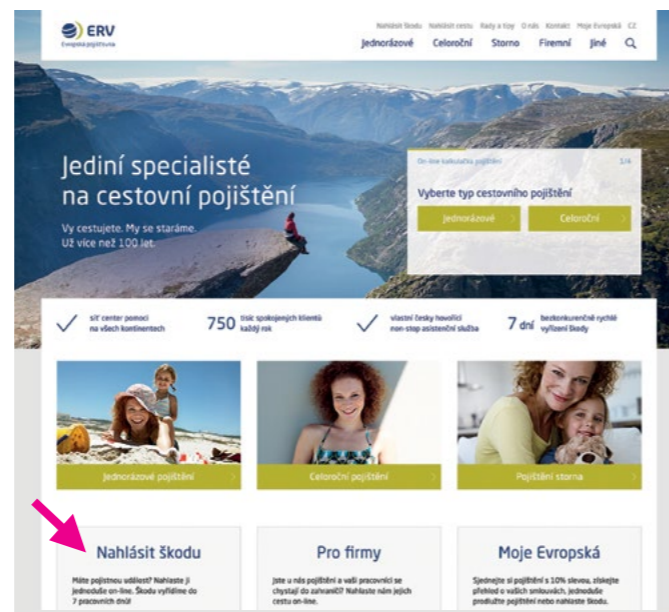 ERV
Evropská pojišťovna
Nahlásit škodu Nahlásit cestu Rady a tipy O nás Kontakt Moje Evropská CZ
Jednorázové Celoroční Storno Firemní Jiné
Jediní specialisté
na cestovní pojištění
Vy cestujete. My se staráme.
Už více než 100 let.
On-line kalkulačka pojištění 1/4
Vyberte typ cestovního pojištění
Jednorázové Celoroční
síť center pomoci
na všech kontinentech
750 tisíc spokojených klientů
každý rok
vlastní česky hovořící
non-stop asistenční služba
7 dní bezkonkurenčně rychlé
vyřízení škody
Jednorázové pojištění
Celoroční pojištění
Pojištění storna
Nahlásit škodu
Máte pojistnou událost? Nahlaste ji
jednoduše on-line. Škodu vyřídíme do
7 pracovních dnů!
Pro firmy
Jste u nás pojištění a vaši pracovníci se
chystají do zahraničí? Nahlaste nám jejich
cestu on-line.
Moje Evropská
Sjednejte si pojištění s 10% slevou, získejte
přehled o vašich smlouvách, jednoduše
prodlužte pojištění nebo nahlaste škodu.